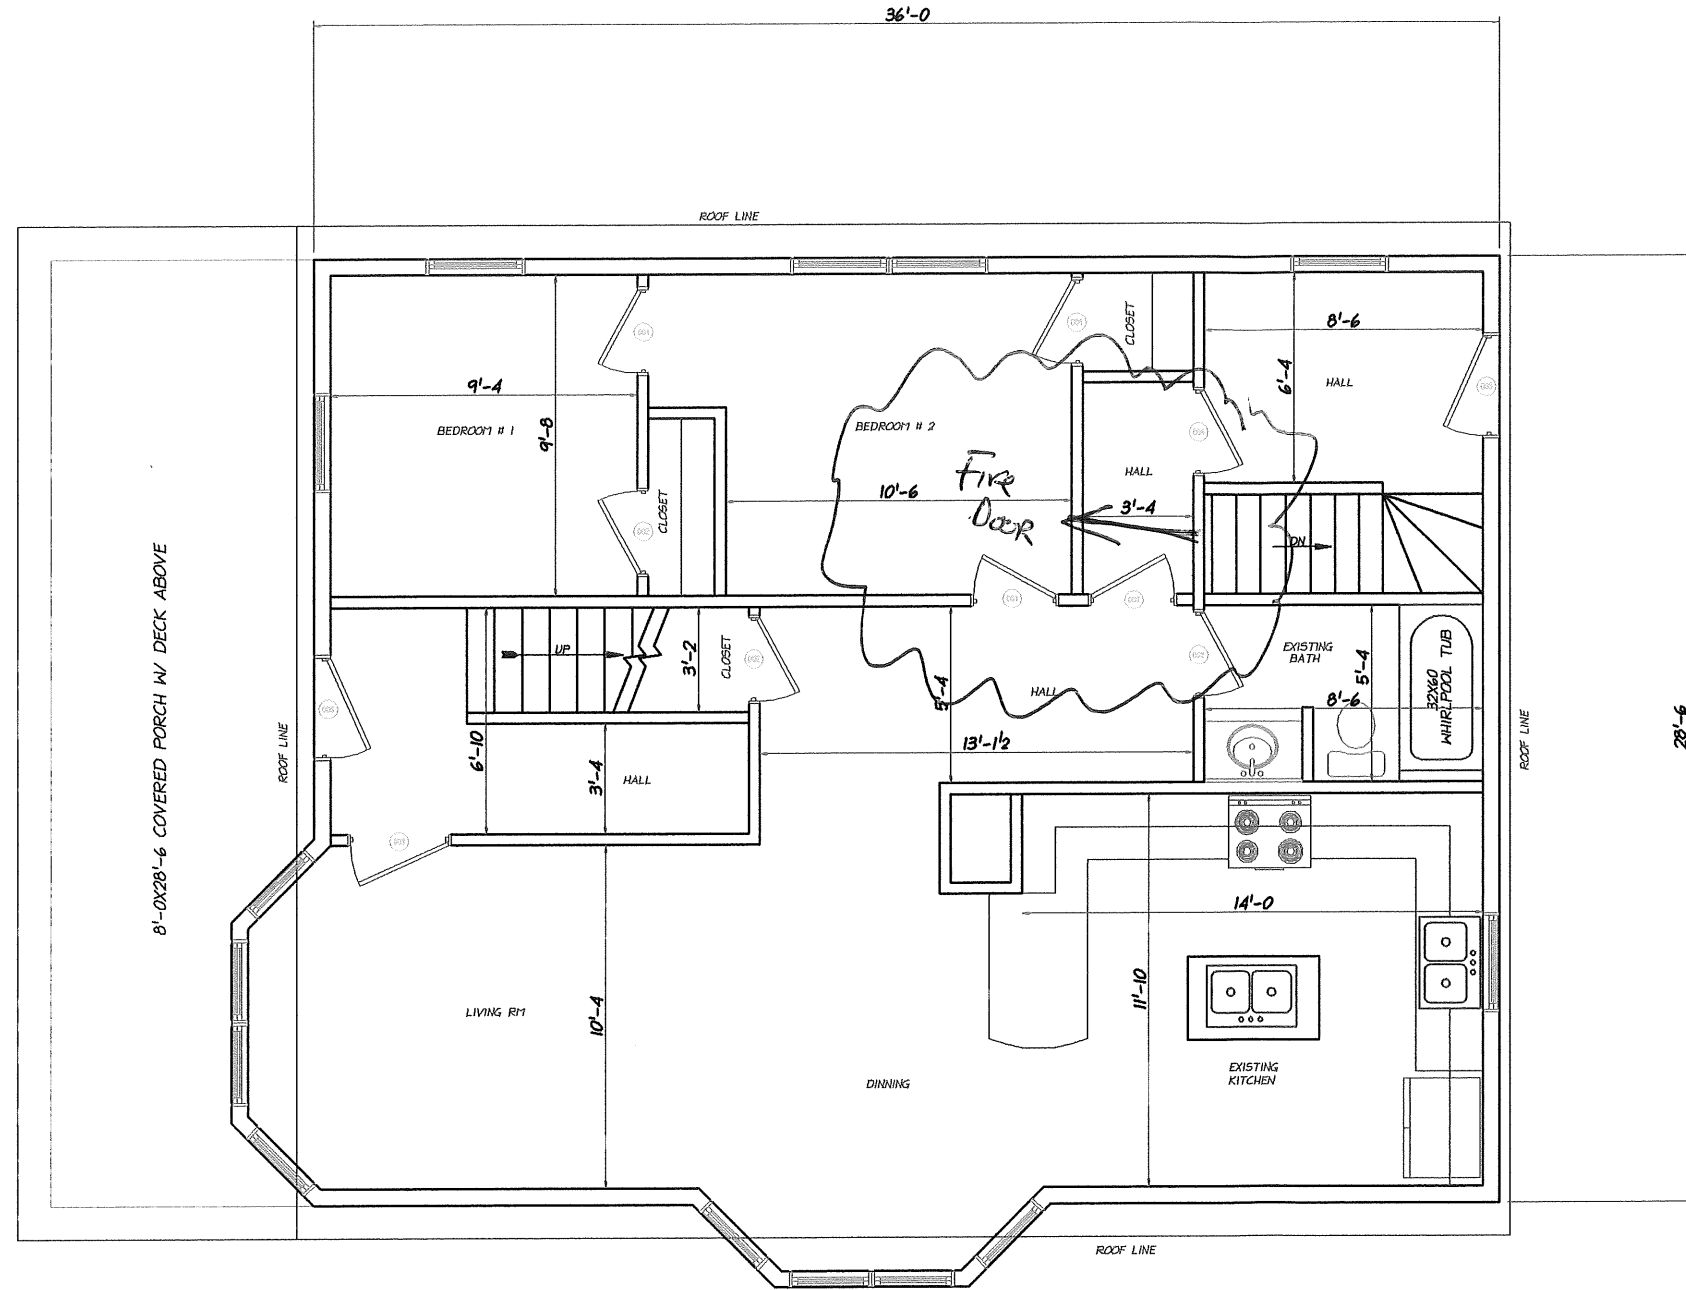 36'-0
ROOF LINE
8'-6
9'-4
9'-8
BEDROOM # 1
CLOSET
6'-4
HALL
BEDROOM # 2
Fire
Door
10'-6
HALL
3'-4
CLOSET
DN
UP
3'-2
CLOSET
EXISTING
BATH
5'-4
8'-6
32X60
WHIRLPOOL TUB
5'-4
HALL
13'-1½
6'-10
3'-4
HALL
8'-0X28'-6 COVERED PORCH W/ DECK ABOVE
ROOF LINE
ROOF LINE
28'-6
14'-0
11'-10
LIVING RM
10'-4
DINNING
EXISTING
KITCHEN
ROOF LINE